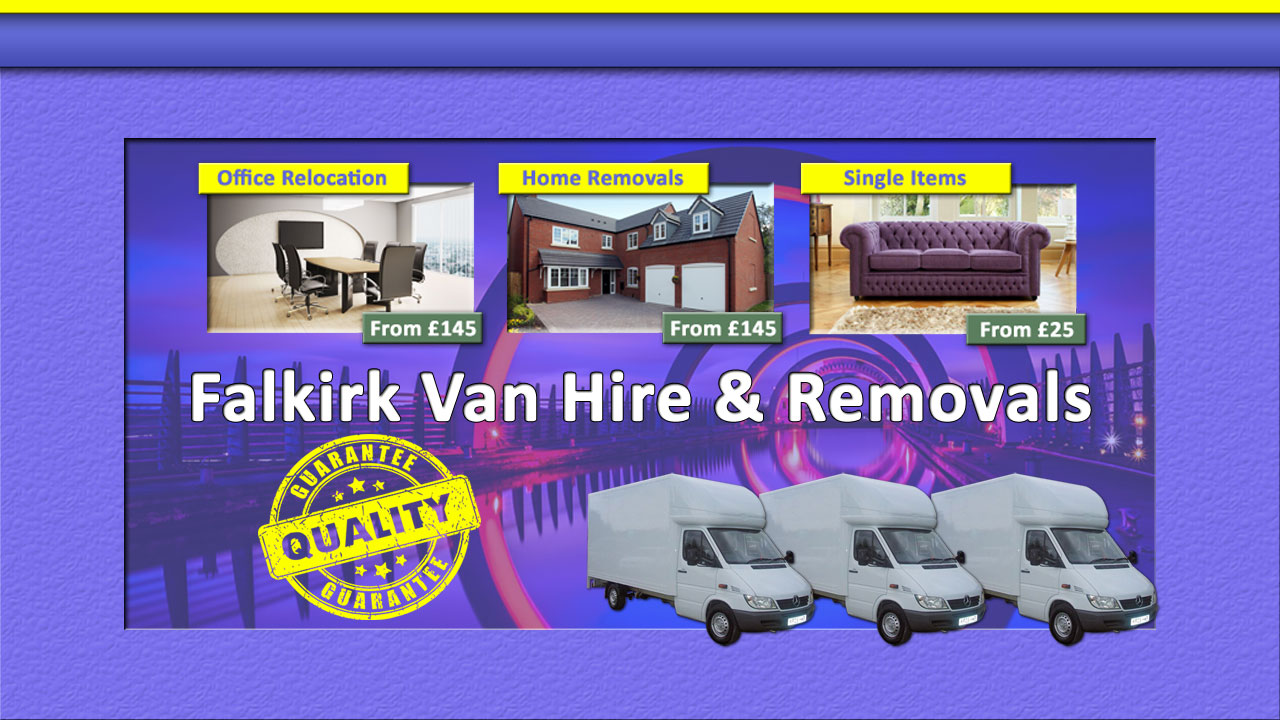 Office Relocation
Home Removals
Single Items
From £145
From £145
From £25
Falkirk Van Hire & Removals
GUARANTEE
QUALITY
GUARANTEE